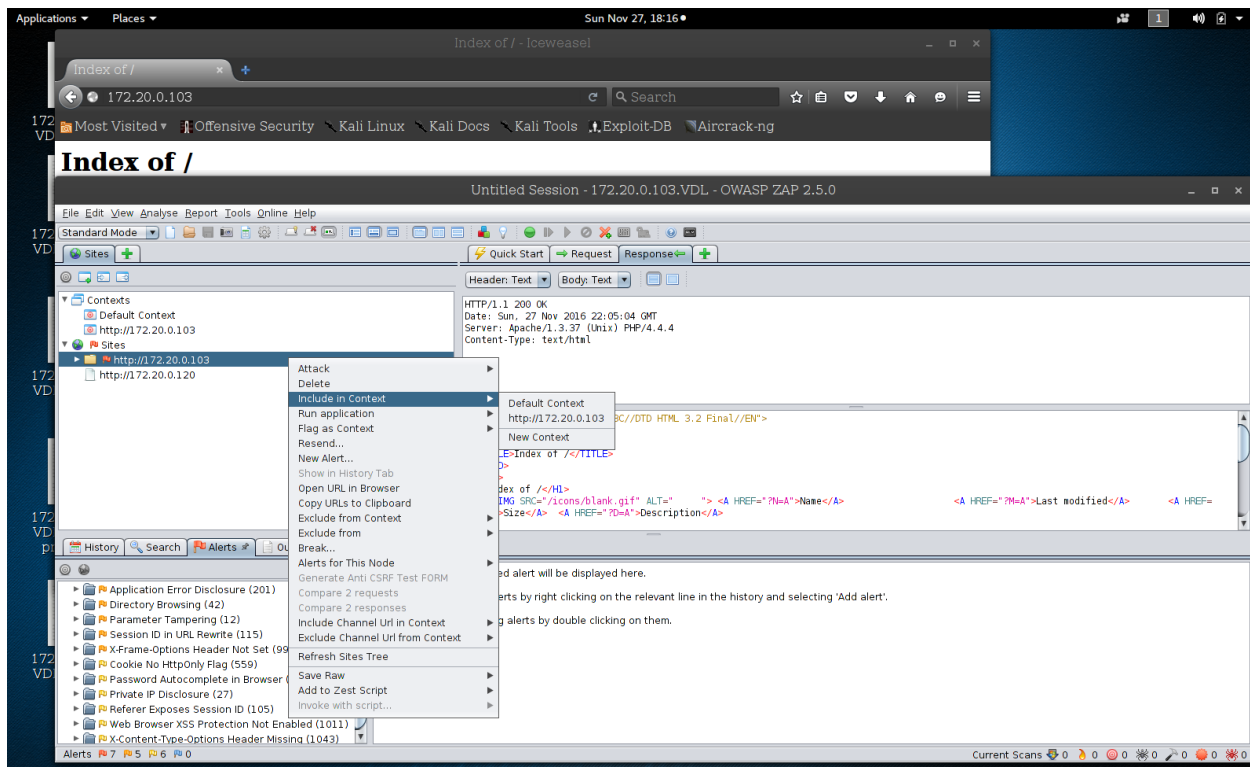 Applications Places Sun Nov 27, 18:16 1
Index of / - Iceweasel
Index of /
172.20.0.103 Search
Most Visited Offensive Security Kali Linux Kali Docs Kali Tools Exploit-DB Aircrack-ng
Index of /
172
VD
172
VD
172
VD
172
VD
p
172
VD
Untitled Session - 172.20.0.103.VDL - OWASP ZAP 2.5.0
File Edit View Analyse Report Tools Online Help
Standard Mode
Sites
Quick Start Request Response
Header: Text Body: Text
Contexts
Default Context
http://172.20.0.103
Sites
http://172.20.0.103
http://172.20.0.120
HTTP/1.1 200 OK
Date: Sun, 27 Nov 2016 22:05:04 GMT
Server: Apache/1.3.37 (Unix) PHP/4.4.4
Content-Type: text/html
Attack
Delete
Include in Context
Run application
Flag as Context
Resend...
New Alert...
Show in History Tab
Open URL in Browser
Copy URLs to Clipboard
Exclude from Context
Exclude from
Break...
Alerts for This Node
Generate Anti CSRF Test FORM
Compare 2 requests
Compare 2 responses
Include Channel Url in Context
Exclude Channel Url from Context
Refresh Sites Tree
Save Raw
Add to Zest Script
Invoke with script...
Default Context
http://172.20.0.103
New Context
C//DTD HTML 3.2 Final//EN">
LE>Index of /</TITLE>
D>
>
dex of /</H1>
IMG SRC="/icons/blank.gif" ALT="     "> <A HREF="?N=A">Name</A> <A HREF="?M=A">Last modified</A> <A HREF=
>Size</A> <A HREF="?D=A">Description</A>
History Search Alerts Ou
Application Error Disclosure (201)
Directory Browsing (42)
Parameter Tampering (12)
Session ID in URL Rewrite (115)
X-Frame-Options Header Not Set (99
Cookie No HttpOnly Flag (559)
Password Autocomplete in Browser (
Private IP Disclosure (27)
Referer Exposes Session ID (105)
Web Browser XSS Protection Not Enabled (1011)
X-Content-Type-Options Header Missing (1043)
ed alert will be displayed here.
erts by right clicking on the relevant line in the history and selecting 'Add alert'.
g alerts by double clicking on them.
Alerts 7 5 6 0 Current Scans 0 0 0 0 0 0 0